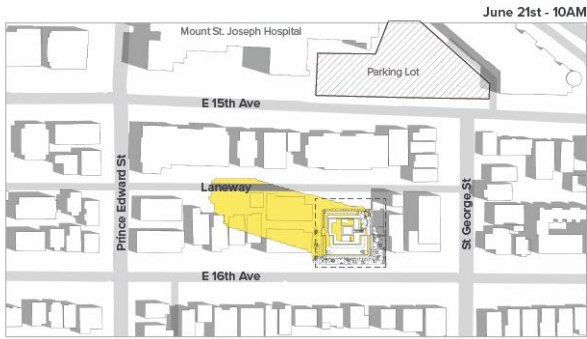 June 21st - 10AM
Mount St. Joseph Hospital
Parking Lot
E 15th Ave
Laneway
Prince Edward St
St George St
E 16th Ave